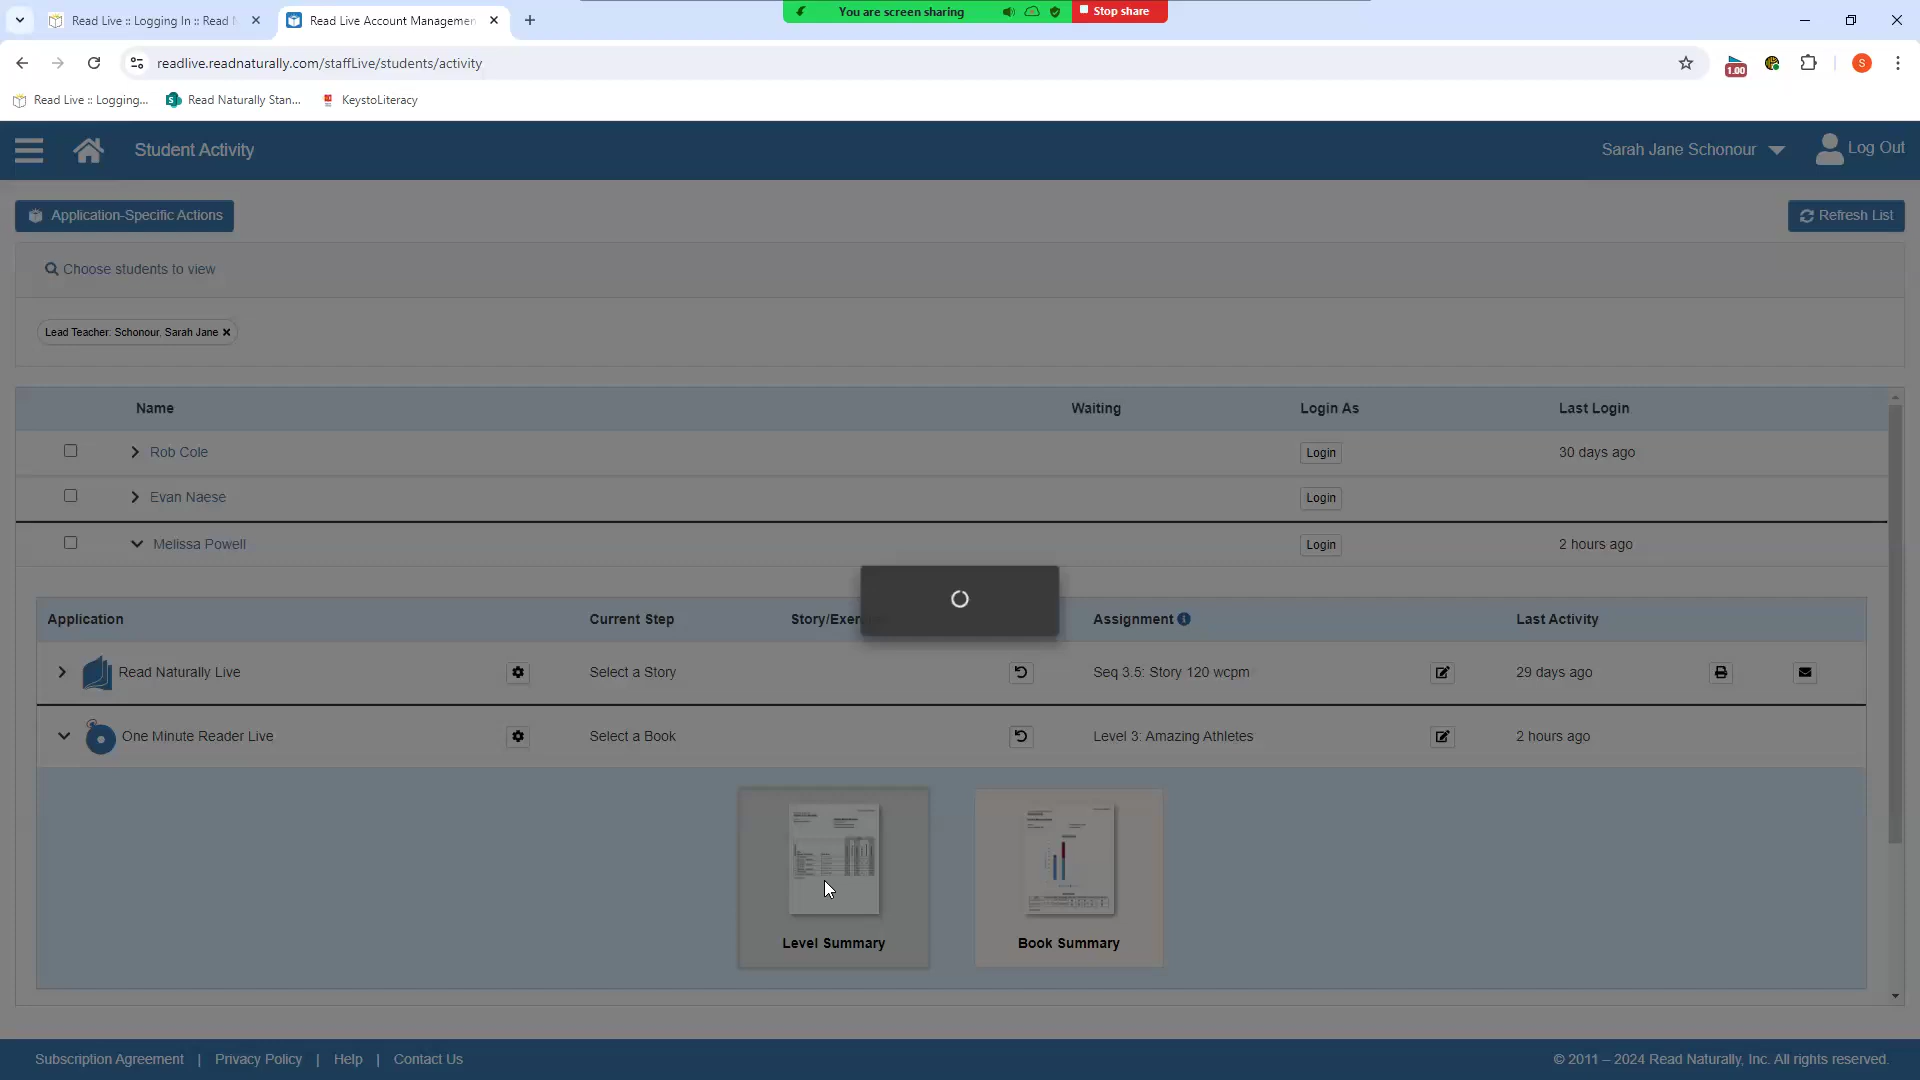 Read Live :: Logging In :: Read N
Read Live Account Managemen
You are screen sharing
Stop share
readlive.readnaturally.com/staffLive/students/activity
1.00
S
Read Live :: Logging...
Read Naturally Stan...
KeystoLiteracy
Student Activity
Sarah Jane Schonour
Log Out
Application-Specific Actions
Refresh List
Choose students to view
Lead Teacher: Schonour, Sarah Jane
Name Waiting Login As Last Login
Rob Cole Login 30 days ago
Evan Naese Login
Melissa Powell Login 2 hours ago
Application Current Step Story/Exer Assignment Last Activity
Read Naturally Live Select a Story Seq 3.5: Story 120 wcpm 29 days ago
One Minute Reader Live Select a Book Level 3: Amazing Athletes 2 hours ago
Level Summary Book Summary
Subscription Agreement | Privacy Policy | Help | Contact Us
© 2011 – 2024 Read Naturally, Inc. All rights reserved.